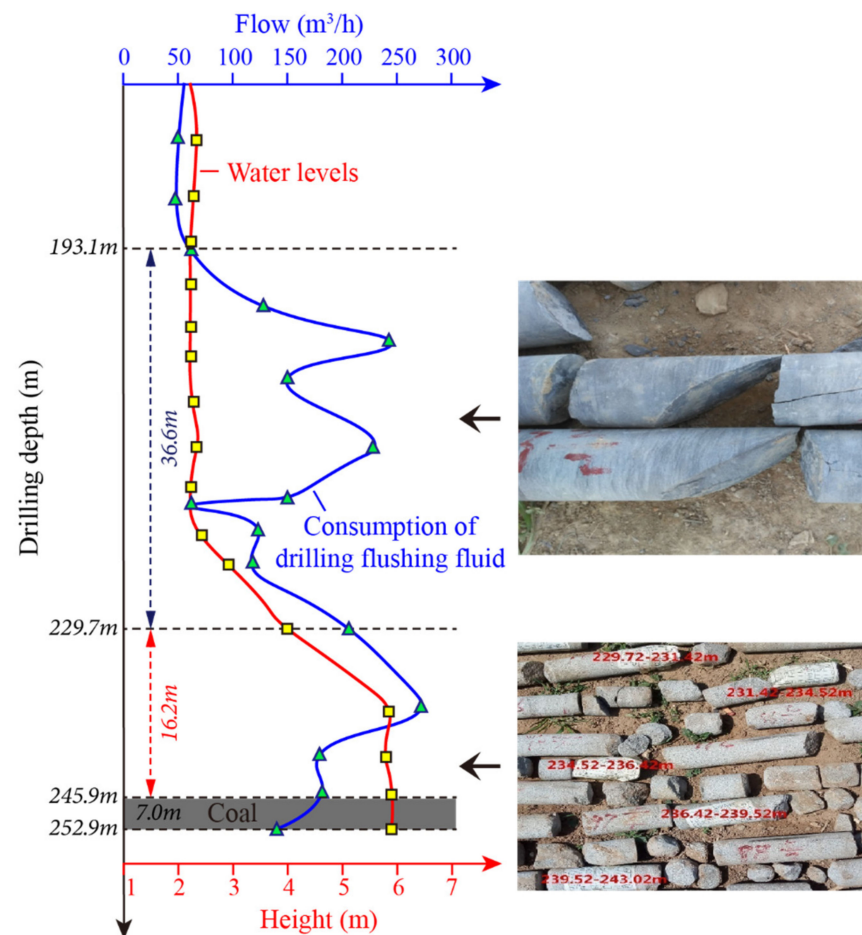 Flow (m³/h)
0 50 100 150 200 250 300
Water levels
193.1m
36.6m
Drilling depth (m)
Consumption of
drilling flushing fluid
229.7m
16.2m
245.9m
7.0m Coal
252.9m
1 2 3 4 5 6 7
Height (m)
229.72-231.42m
231.42-234.52m
234.52-236.42m
236.42-239.52m
239.52-243.02m